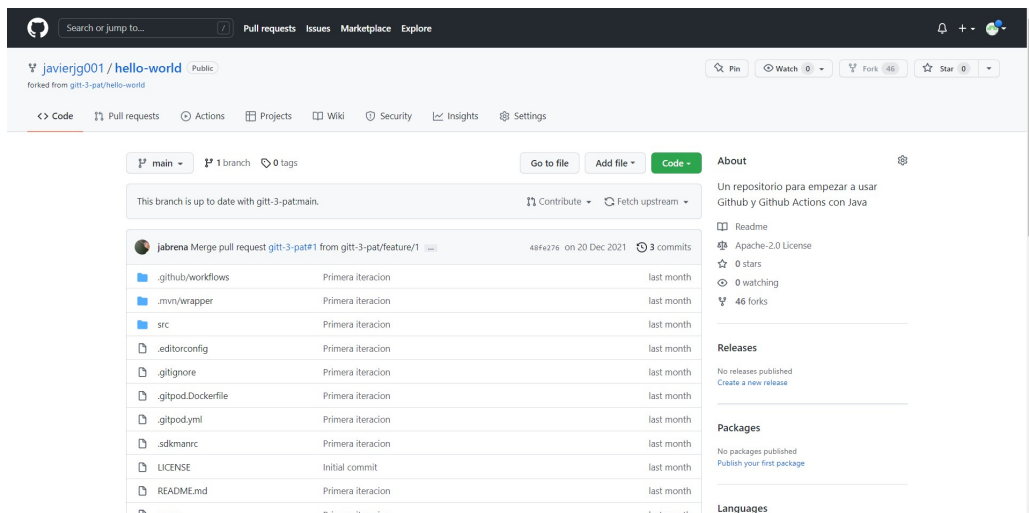 Search or jump to... / Pull requests Issues Marketplace Explore
javierjg001 / hello-world Public Pin Watch 0 Fork 46 Star 0
forked from gitt-3-pat/hello-world
<> Code Pull requests Actions Projects Wiki Security Insights Settings
main 1 branch 0 tags Go to file Add file Code
This branch is up to date with gitt-3-pat:main. Contribute Fetch upstream
jabrena Merge pull request gitt-3-pat#1 from gitt-3-pat/feature/1 ... 48fe276 on 20 Dec 2021 3 commits
.github/workflows Primera iteracion last month
.mvn/wrapper Primera iteracion last month
src Primera iteracion last month
.editorconfig Primera iteracion last month
.gitignore Primera iteracion last month
.gitpod.Dockerfile Primera iteracion last month
.gitpod.yml Primera iteracion last month
.sdkmanrc Primera iteracion last month
LICENSE Initial commit last month
README.md Primera iteracion last month
About
Un repositorio para empezar a usar
Github y Github Actions con Java
Readme
Apache-2.0 License
0 stars
0 watching
46 forks
Releases
No releases published
Create a new release
Packages
No packages published
Publish your first package
Languages